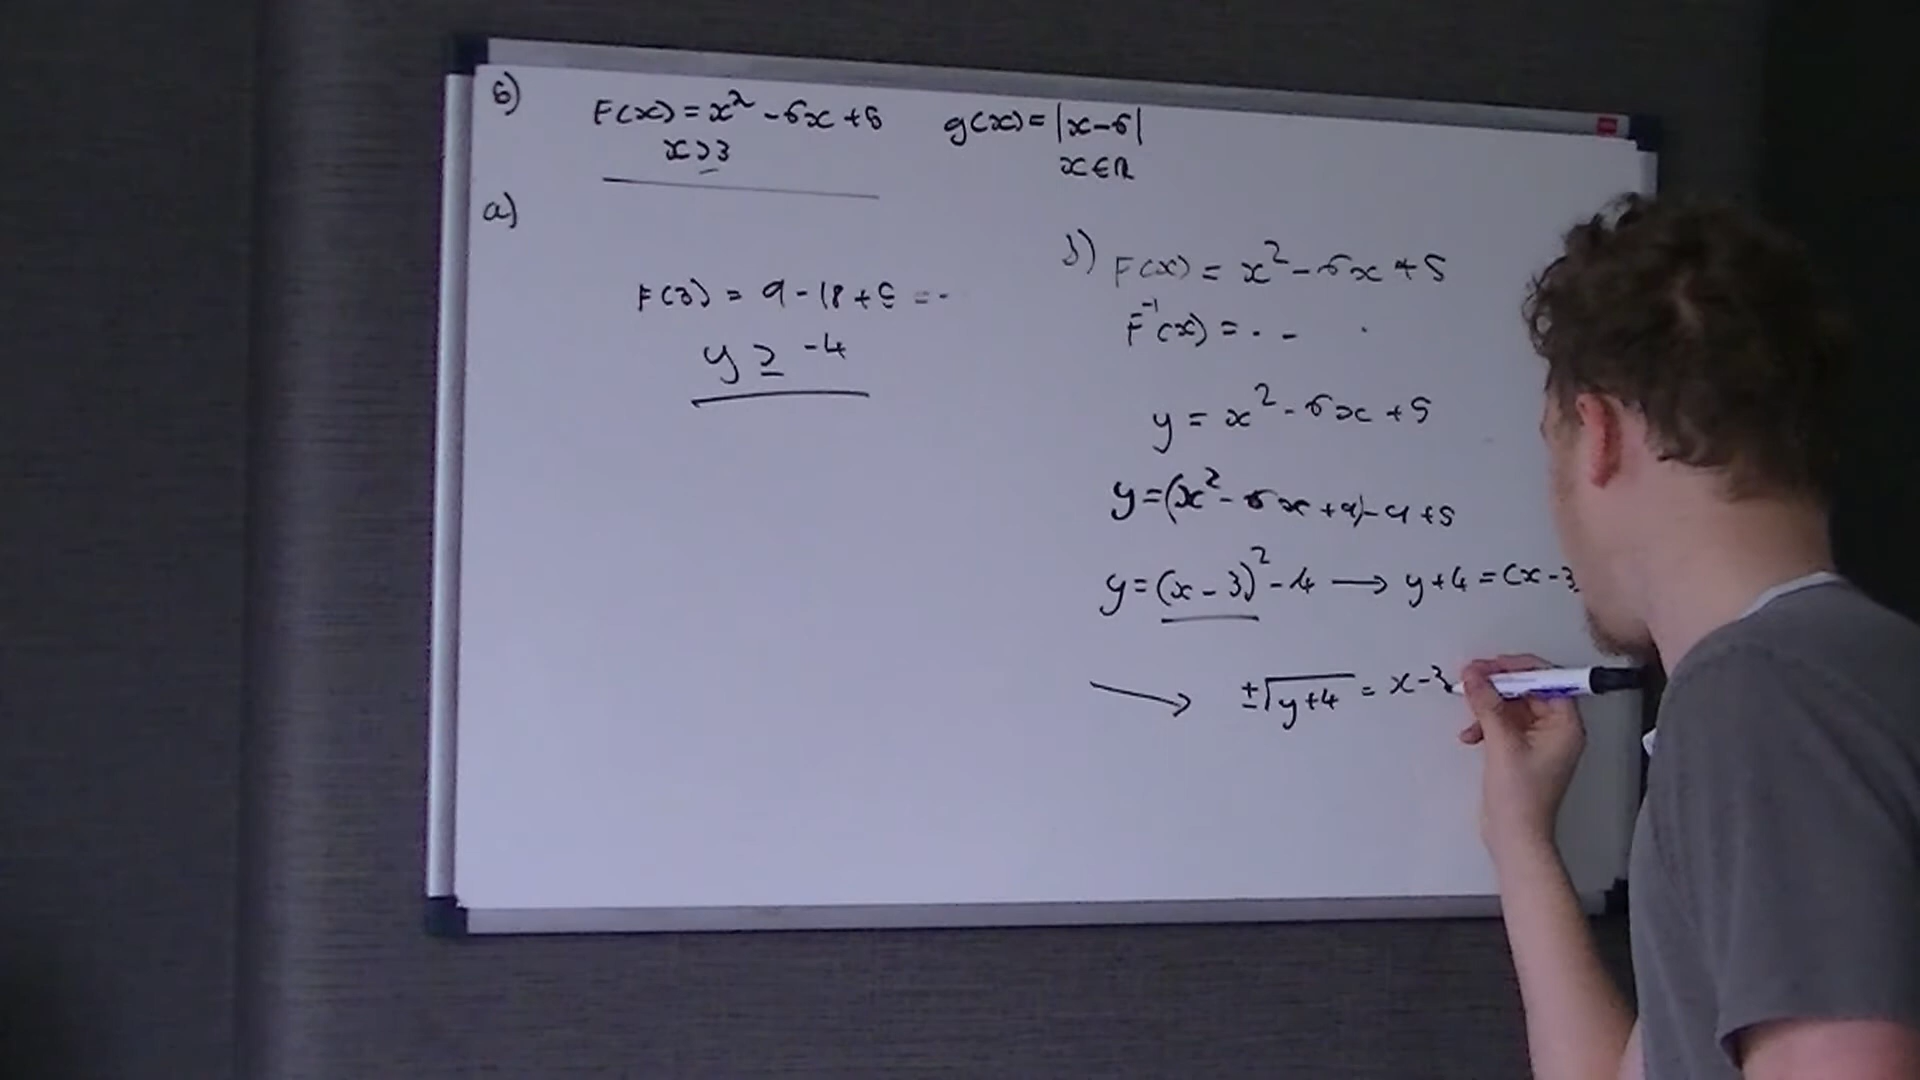 6)
F(x) = x² - 6x + 5
x ≥ 3
g(x) = |x - 6|
x ∈ ℝ
a)
F(3) = 9 - 18 + 5 = -
y ≥ -4
b) F(x) = x² - 6x + 5
F⁻¹(x) = . - .
y = x² - 6x + 5
y = (x² - 6x + 9) - 9 + 5
y = (x - 3)² - 4 → y + 4 = (x - 3
→ ±√(y+4) = x - 3